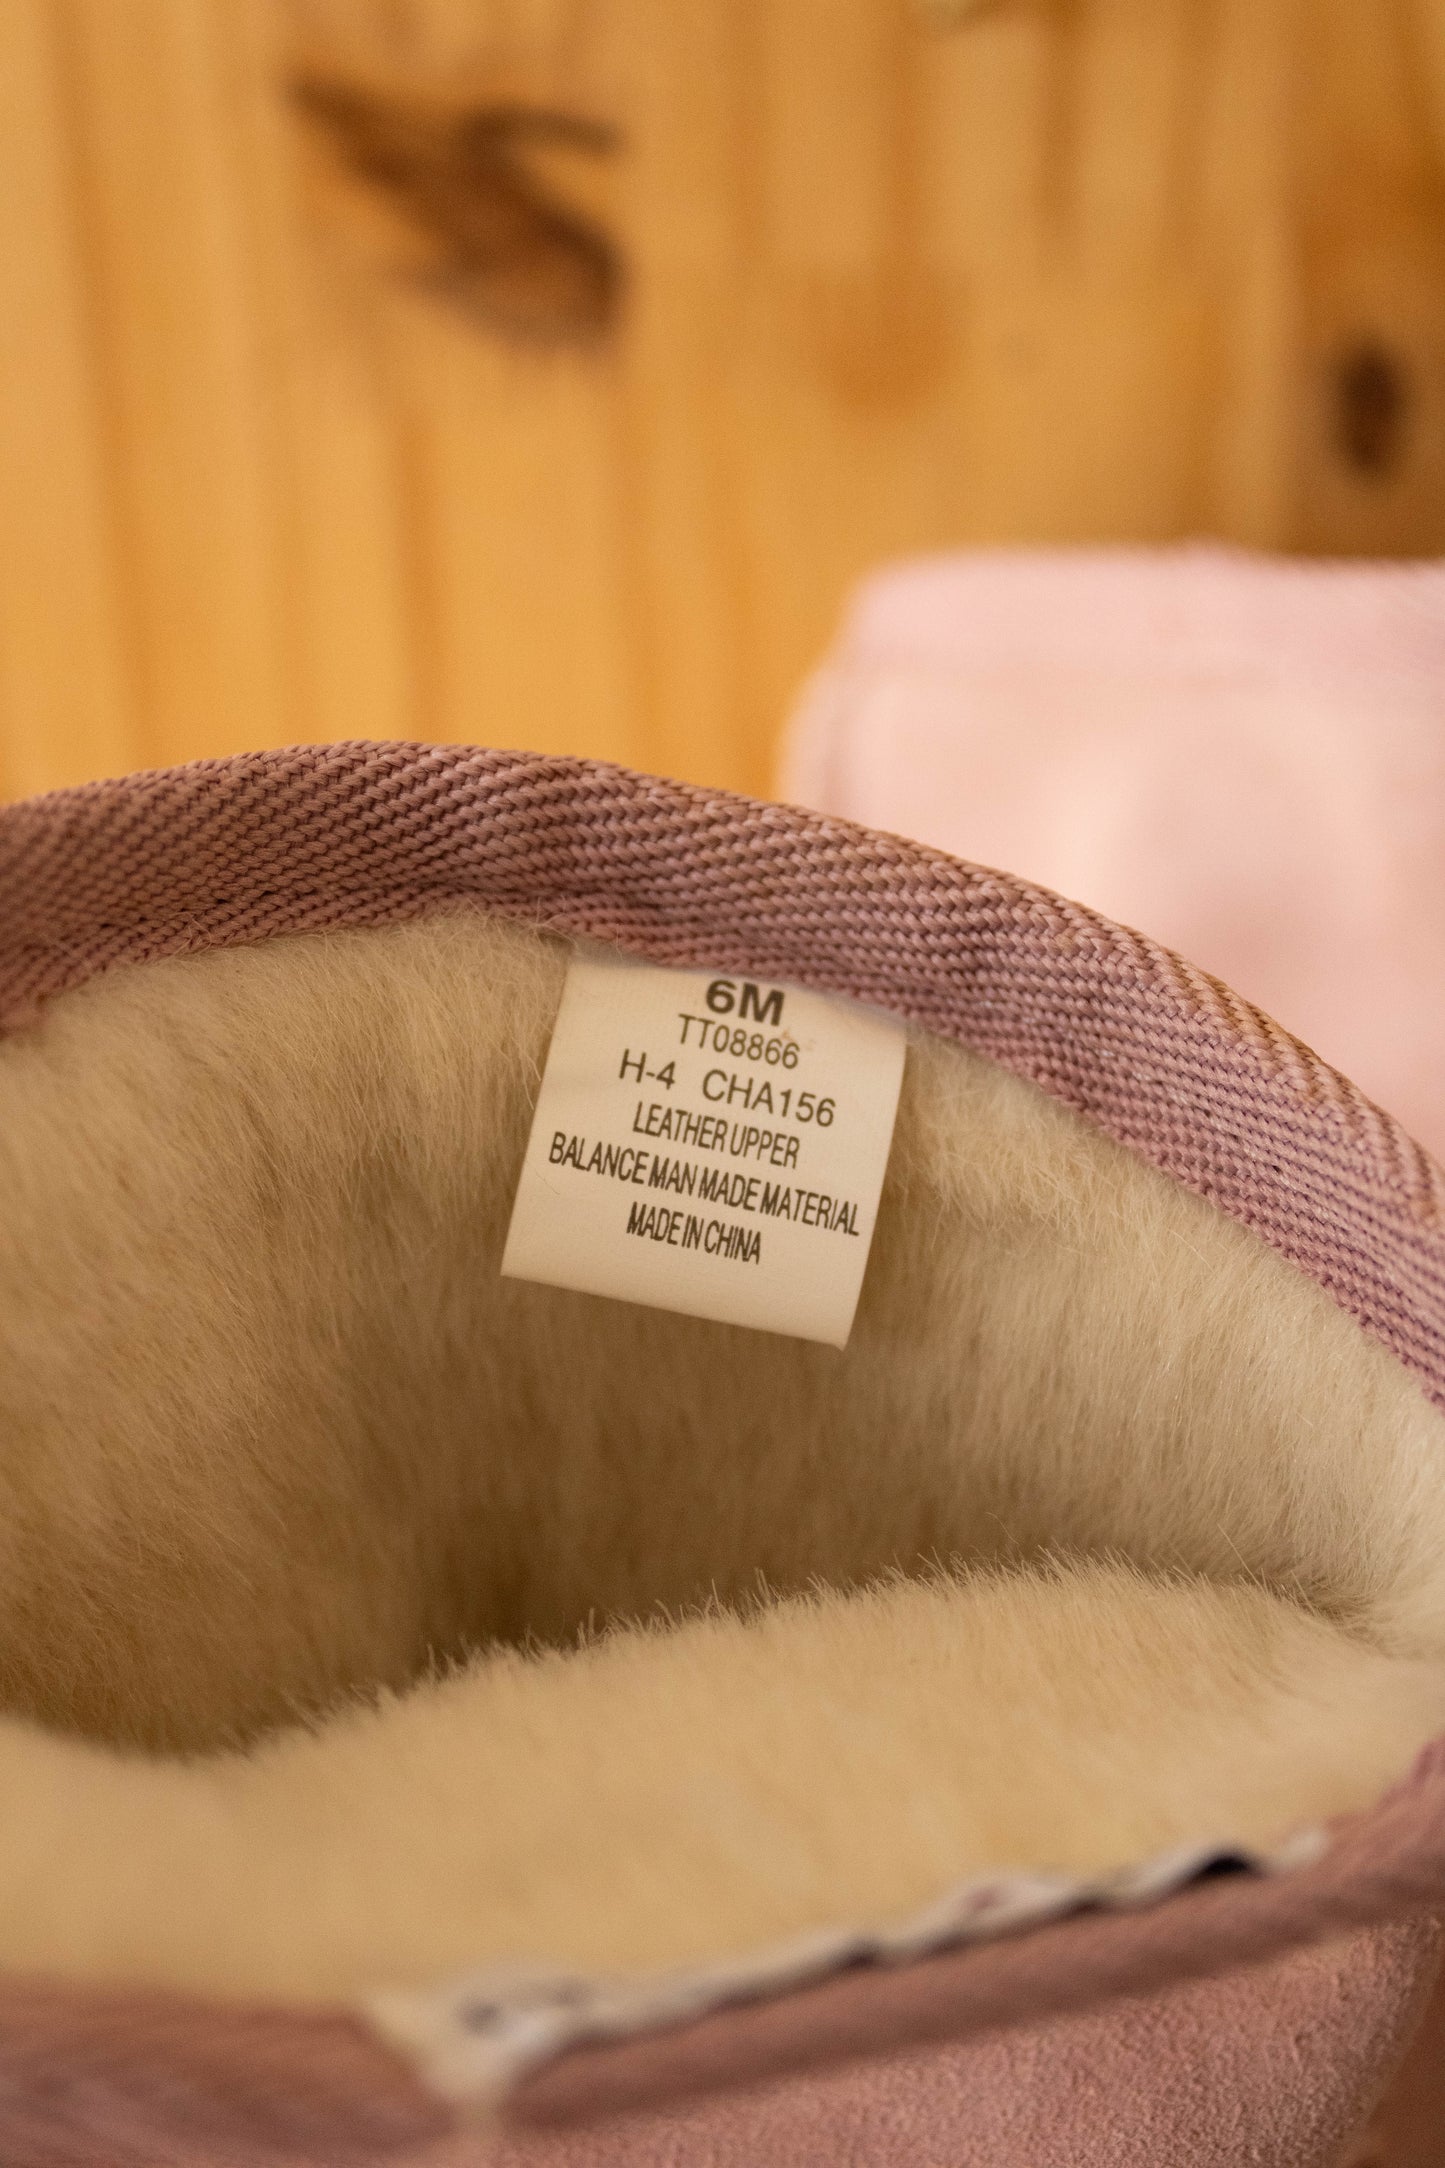 6M
TT08866
H-4 CHA156
LEATHER UPPER
BALANCE MAN MADE MATERIAL
MADE IN CHINA